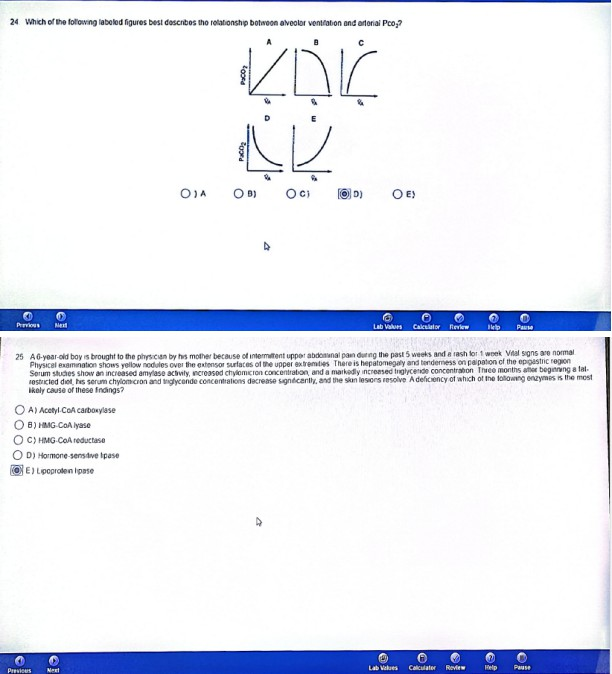 24 Which of the following labeled figures best describes the relationship between alveolar ventilation and arterial Pco₂?
A B C
PaCO2
V̇A V̇A V̇A
D E
PaCO2
V̇A V̇A
) A B) C) D) E)
Previous Next Lab Values Calculator Review Help Pause
25 A 6-year-old boy is brought to the physician by his mother because of intermittent upper abdominal pain during the past 5 weeks and a rash for 1 week. Vital signs are normal.
Physical examination shows yellow nodules over the extensor surfaces of the upper extremities. There is hepatomegaly and tenderness on palpation of the epigastric region.
Serum studies show an increased amylase activity, increased chylomicron concentration, and a markedly increased triglyceride concentration. Three months after beginning a fat-
restricted diet, his serum chylomicron and triglyceride concentrations decrease significantly, and the skin lesions resolve. A deficiency of which of the following enzymes is the most
likely cause of these findings?
A) Acetyl-CoA carboxylase
B) HMG-CoA lyase
C) HMG-CoA reductase
D) Hormone-sensitive lipase
E) Lipoprotein lipase
Previous Next Lab Values Calculator Review Help Pause